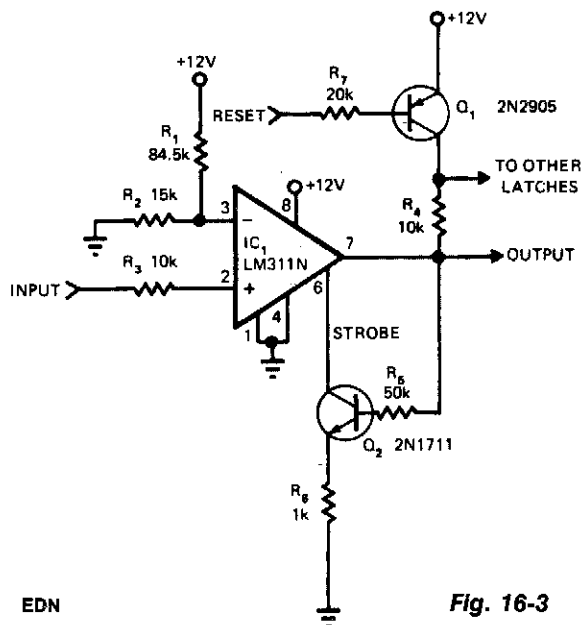 +12V
+12V
R7
20k
RESET
Q1 2N2905
R1
84.5k
TO OTHER
LATCHES
R2 15k
+12V
8
3
−
R4
10k
IC1
LM311N
7
OUTPUT
R3 10k
INPUT
2
+
6
1
4
STROBE
R5
50k
Q2 2N1711
R6
1k
EDN
Fig. 16-3